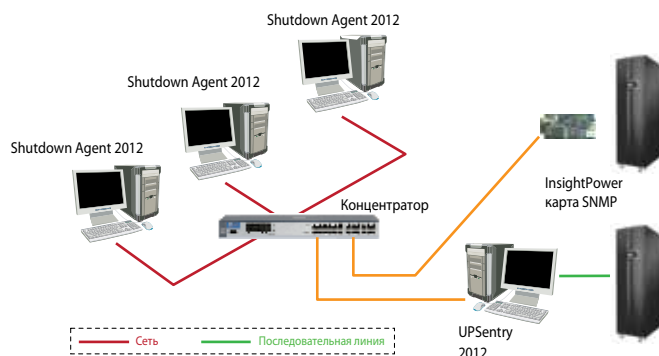 Shutdown Agent 2012
Shutdown Agent 2012
Shutdown Agent 2012
InsightPower
карта SNMP
Концентратор
UPSentry
2012
Сеть
Последовательная линия